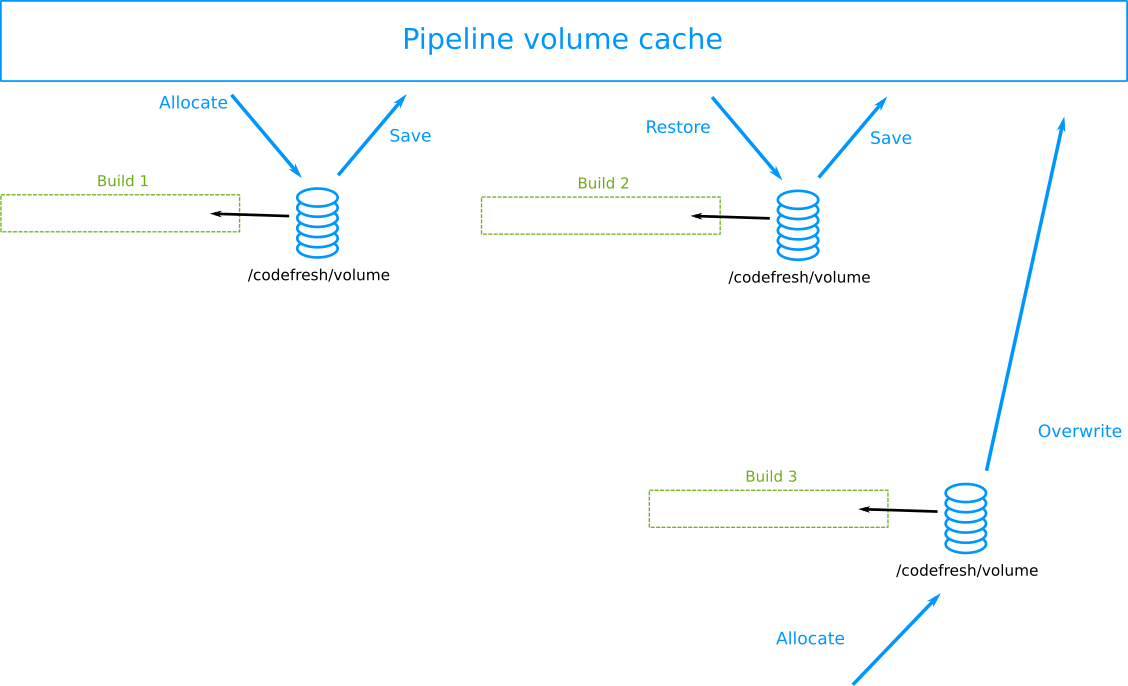 Pipeline volume cache
Allocate
Save
Build 1
/codefresh/volume
Restore
Save
Build 2
/codefresh/volume
Overwrite
Build 3
/codefresh/volume
Allocate